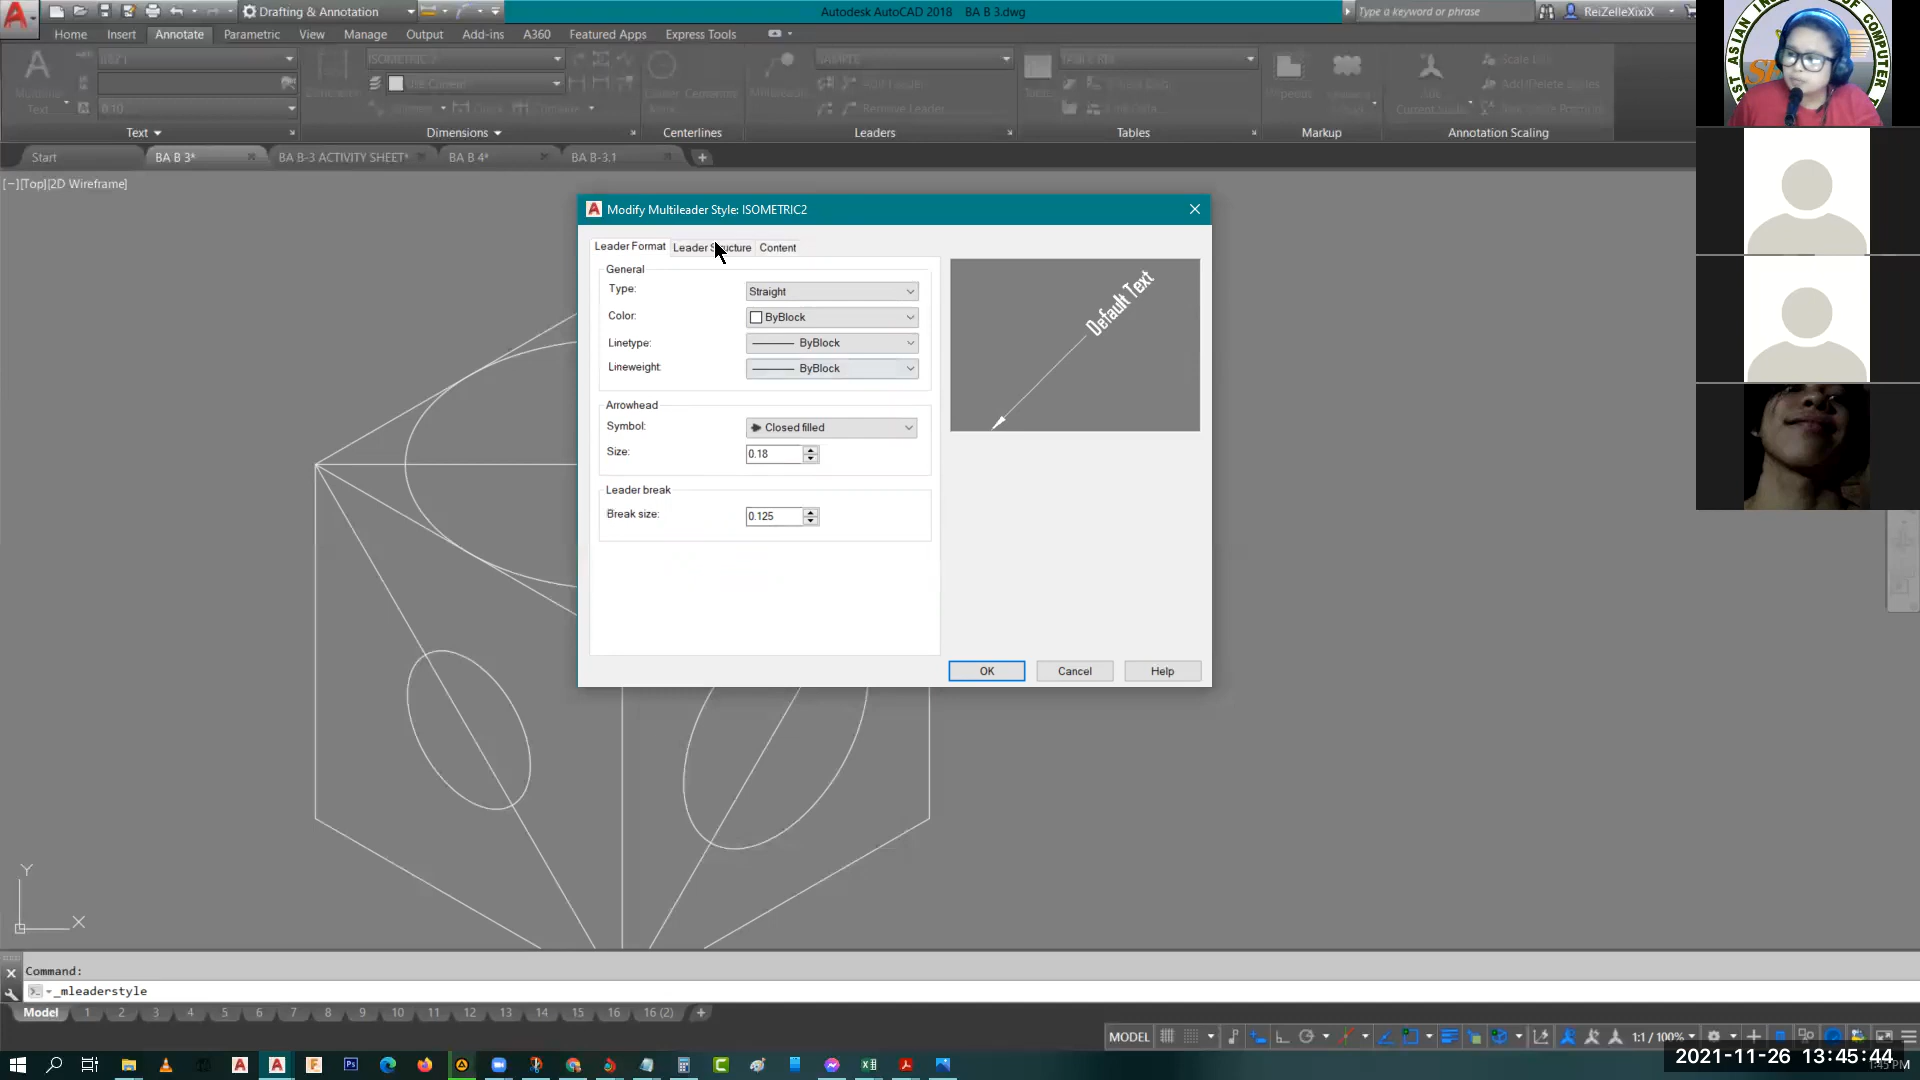 Drafting & Annotation
Autodesk AutoCAD 2018 BA B 3.dwg
Type a keyword or phrase
ReiZelleXixiX
Home Insert Annotate Parametric View Manage Output Add-ins A360 Featured Apps Express Tools
Text Dimensions Centerlines Leaders Tables Markup Annotation Scaling
Start BA B 3* BA B-3 ACTIVITY SHEET* BA B 4* BA B-3.1
[−][Top][2D Wireframe]
Modify Multileader Style: ISOMETRIC2
Leader Format Leader Structure Content
General
Type: Straight
Color: ByBlock
Linetype: ByBlock
Lineweight: ByBlock
Arrowhead
Symbol: Closed filled
Size: 0.18
Leader break
Break size: 0.125
Default Text
OK Cancel Help
Y
X
Command:
_mleaderstyle
Model 1 2 3 4 5 6 7 8 9 10 11 12 13 14 15 16 16 (2)
MODEL 1:1 / 100%
2021-11-26 13:45:44